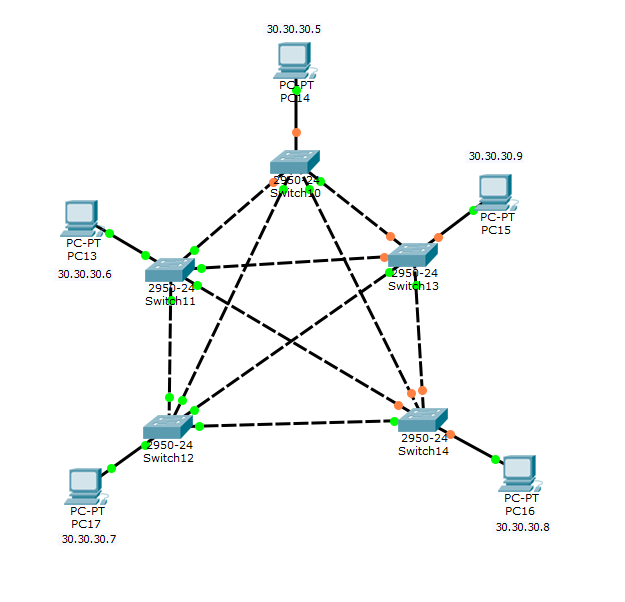 30.30.30.5
PC-PT
PC14
2950-24
Switch10
30.30.30.9
PC-PT
PC15
PC-PT
PC13
30.30.30.6
2950-24
Switch11
2950-24
Switch13
2950-24
Switch12
2950-24
Switch14
PC-PT
PC17
30.30.30.7
PC-PT
PC16
30.30.30.8